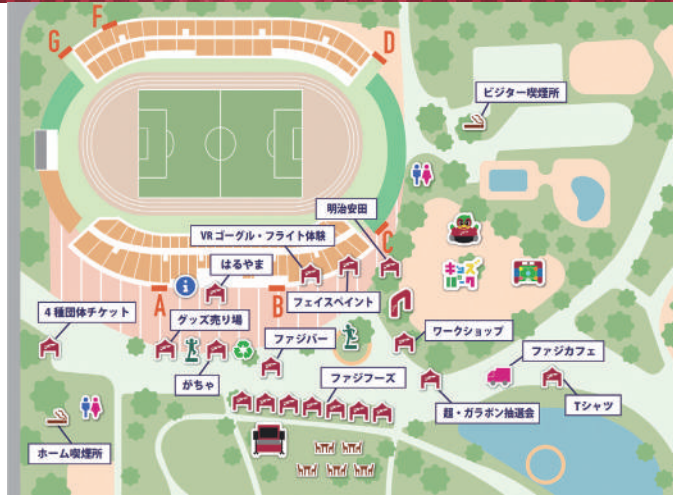 F
G
D
ビジター喫煙所
明治安田
VRゴーグル・フライト体験
C
はるやま
キッズパーク
i
フェイスペイント
A
B
4種団体チケット
グッズ売り場
ワークショップ
ファジバー
ファジカフェ
がちゃ
ファジフーズ
超・ガラポン抽選会
Tシャツ
ホーム喫煙所